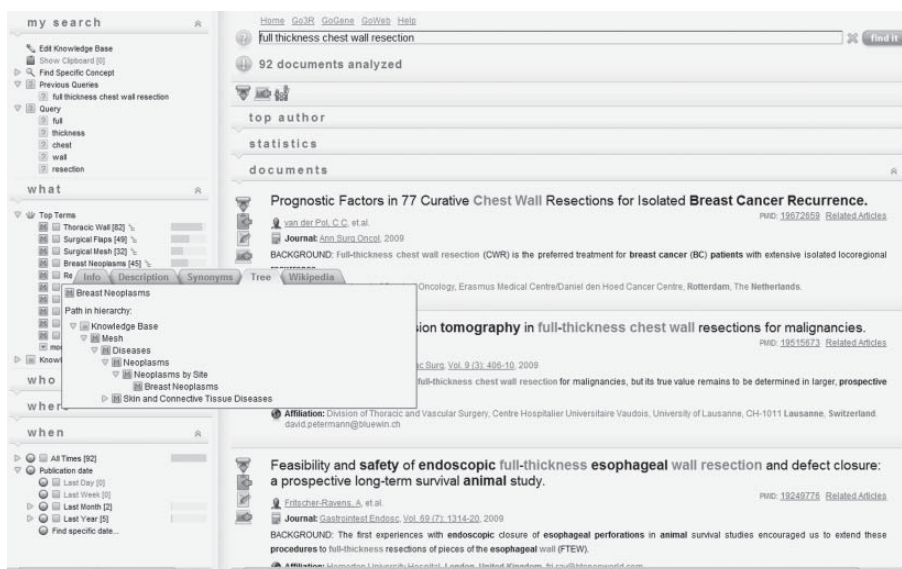 my search
Edit Knowledge Base
Show Clipboard [0]
Find Specific Concept
Previous Queries
full thickness chest wall resection
Query
full
thickness
chest
wall
resection
what
Top Terms
Thoracic Wall [82]
Surgical Flaps [49]
Surgical Mesh [32]
Breast Neoplasms [45]
Info Description Synonyms Tree Wikipedia
Breast Neoplasms
Path in hierarchy:
Knowledge Base
Mesh
Diseases
Neoplasms
Neoplasms by Site
Breast Neoplasms
Skin and Connective Tissue Diseases
who
where
when
All Times [92]
Publication date
Last Day [0]
Last Week [0]
Last Month [2]
Last Year [5]
Find specific date...
Home Go3R GoGene GoWeb Help
full thickness chest wall resection
find it
92 documents analyzed
top author
statistics
documents
Prognostic Factors in 77 Curative Chest Wall Resections for Isolated Breast Cancer Recurrence.
PMID: 19672659 Related Articles
van der Pol, C C, et.al.
Journal: Ann Surg Oncol, 2009
BACKGROUND: Full-thickness chest wall resection (CWR) is the preferred treatment for breast cancer (BC) patients with extensive isolated locoregional
Oncology, Erasmus Medical Centre/Daniel den Hoed Cancer Centre, Rotterdam, The Netherlands.
sion tomography in full-thickness chest wall resections for malignancies.
PMID: 19515673 Related Articles
ac Surg, Vol. 9 (3): 406-10, 2009
full-thickness chest wall resection for malignancies, but its true value remains to be determined in larger, prospective
Affiliation: Division of Thoracic and Vascular Surgery, Centre Hospitalier Universitaire Vaudois, University of Lausanne, CH-1011 Lausanne, Switzerland.
david.petermann@bluewin.ch
Feasibility and safety of endoscopic full-thickness esophageal wall resection and defect closure:
a prospective long-term survival animal study.
PMID: 19249776 Related Articles
Fritscher-Ravens, A, et.al.
Journal: Gastrointest Endosc, Vol. 69 (7): 1314-20, 2009
BACKGROUND: The first experiences with endoscopic closure of esophageal perforations in animal survival studies encouraged us to extend these
procedures to full-thickness resections of pieces of the esophageal wall (FTEW).
Affiliation: Homerton University Hospital, London, United Kingdom.